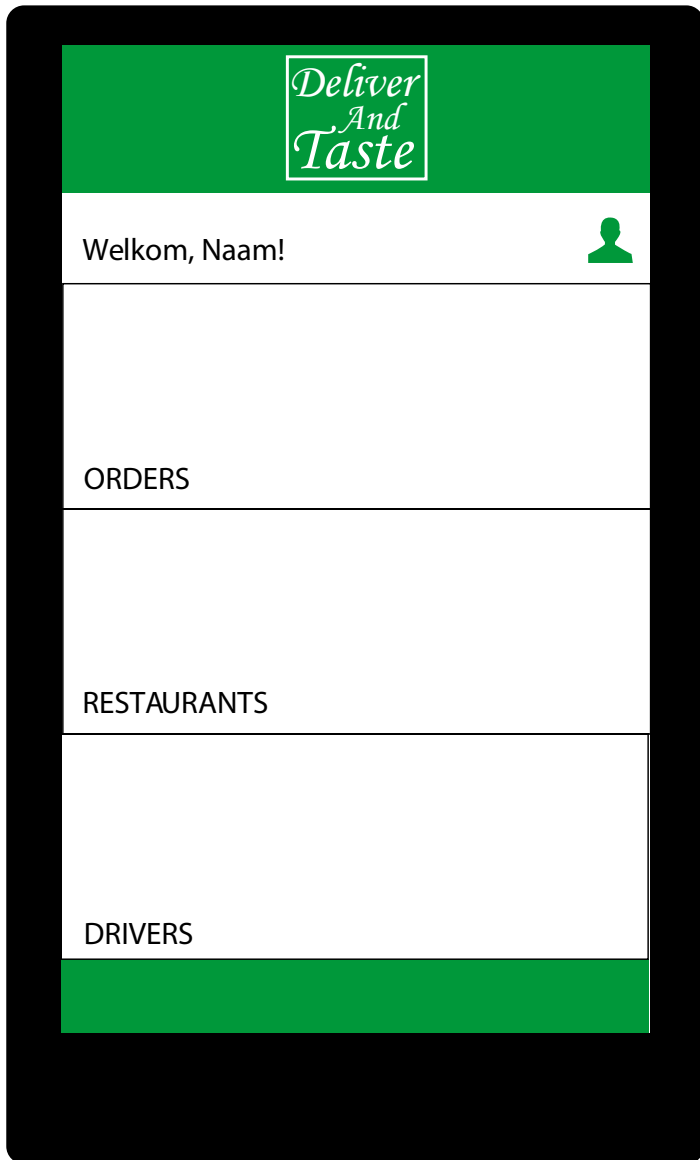 Deliver
And
Taste
Welkom, Naam!
ORDERS
RESTAURANTS
DRIVERS